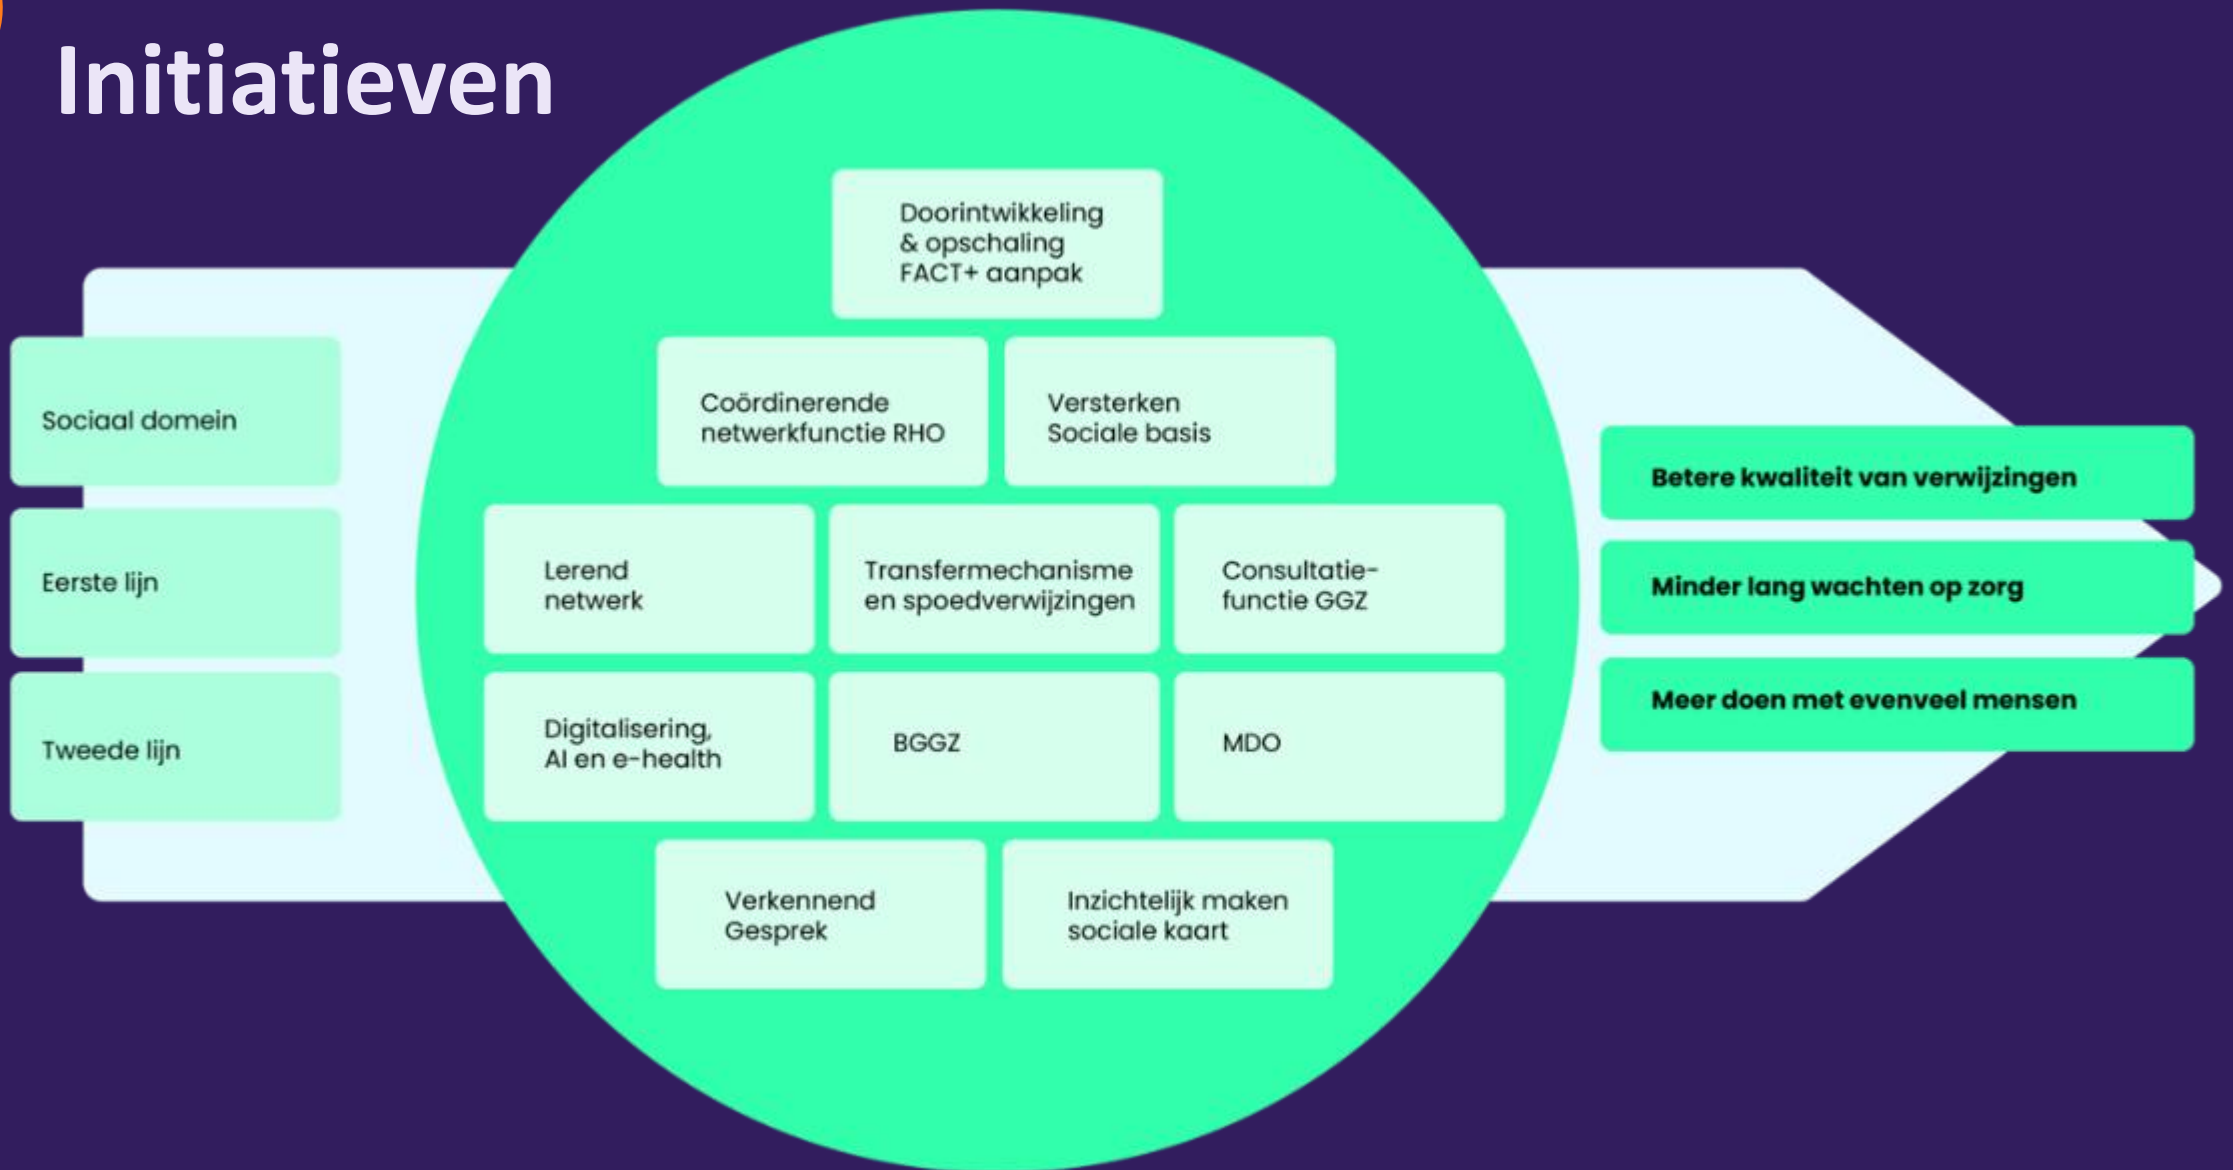 Initiatieven
Doorintwikkeling
& opschaling
FACT+ aanpak
Sociaal domein
Eerste lijn
Tweede lijn
Coördinerende
netwerkfunctie RHO
Versterken
Sociale basis
Lerend
netwerk
Transfermechanisme
en spoedverwijzingen
Consultatie-
functie GGZ
Digitalisering,
AI en e-health
BGGZ
MDO
Verkennend
Gesprek
Inzichtelijk maken
sociale kaart
Betere kwaliteit van verwijzingen
Minder lang wachten op zorg
Meer doen met evenveel mensen